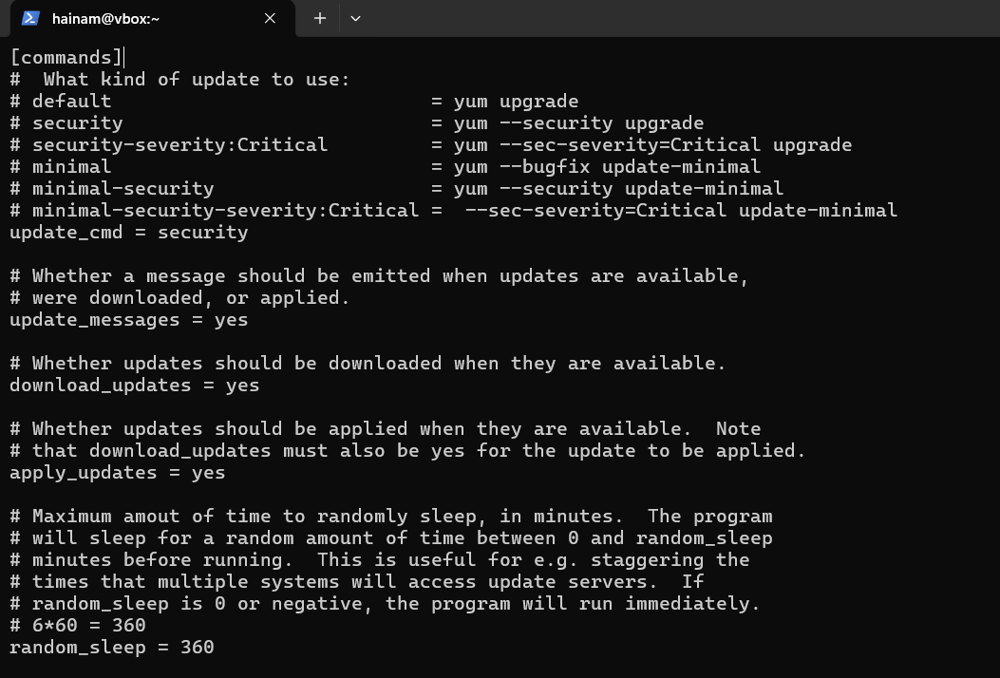 hainam@vbox:~
[commands]
#  What kind of update to use:
# default                            = yum upgrade
# security                           = yum --security upgrade
# security-severity:Critical         = yum --sec-severity=Critical upgrade
# minimal                            = yum --bugfix update-minimal
# minimal-security                   = yum --security update-minimal
# minimal-security-severity:Critical =  --sec-severity=Critical update-minimal
update_cmd = security

# Whether a message should be emitted when updates are available,
# were downloaded, or applied.
update_messages = yes

# Whether updates should be downloaded when they are available.
download_updates = yes

# Whether updates should be applied when they are available.  Note
# that download_updates must also be yes for the update to be applied.
apply_updates = yes

# Maximum amout of time to randomly sleep, in minutes.  The program
# will sleep for a random amount of time between 0 and random_sleep
# minutes before running.  This is useful for e.g. staggering the
# times that multiple systems will access update servers.  If
# random_sleep is 0 or negative, the program will run immediately.
# 6*60 = 360
random_sleep = 360